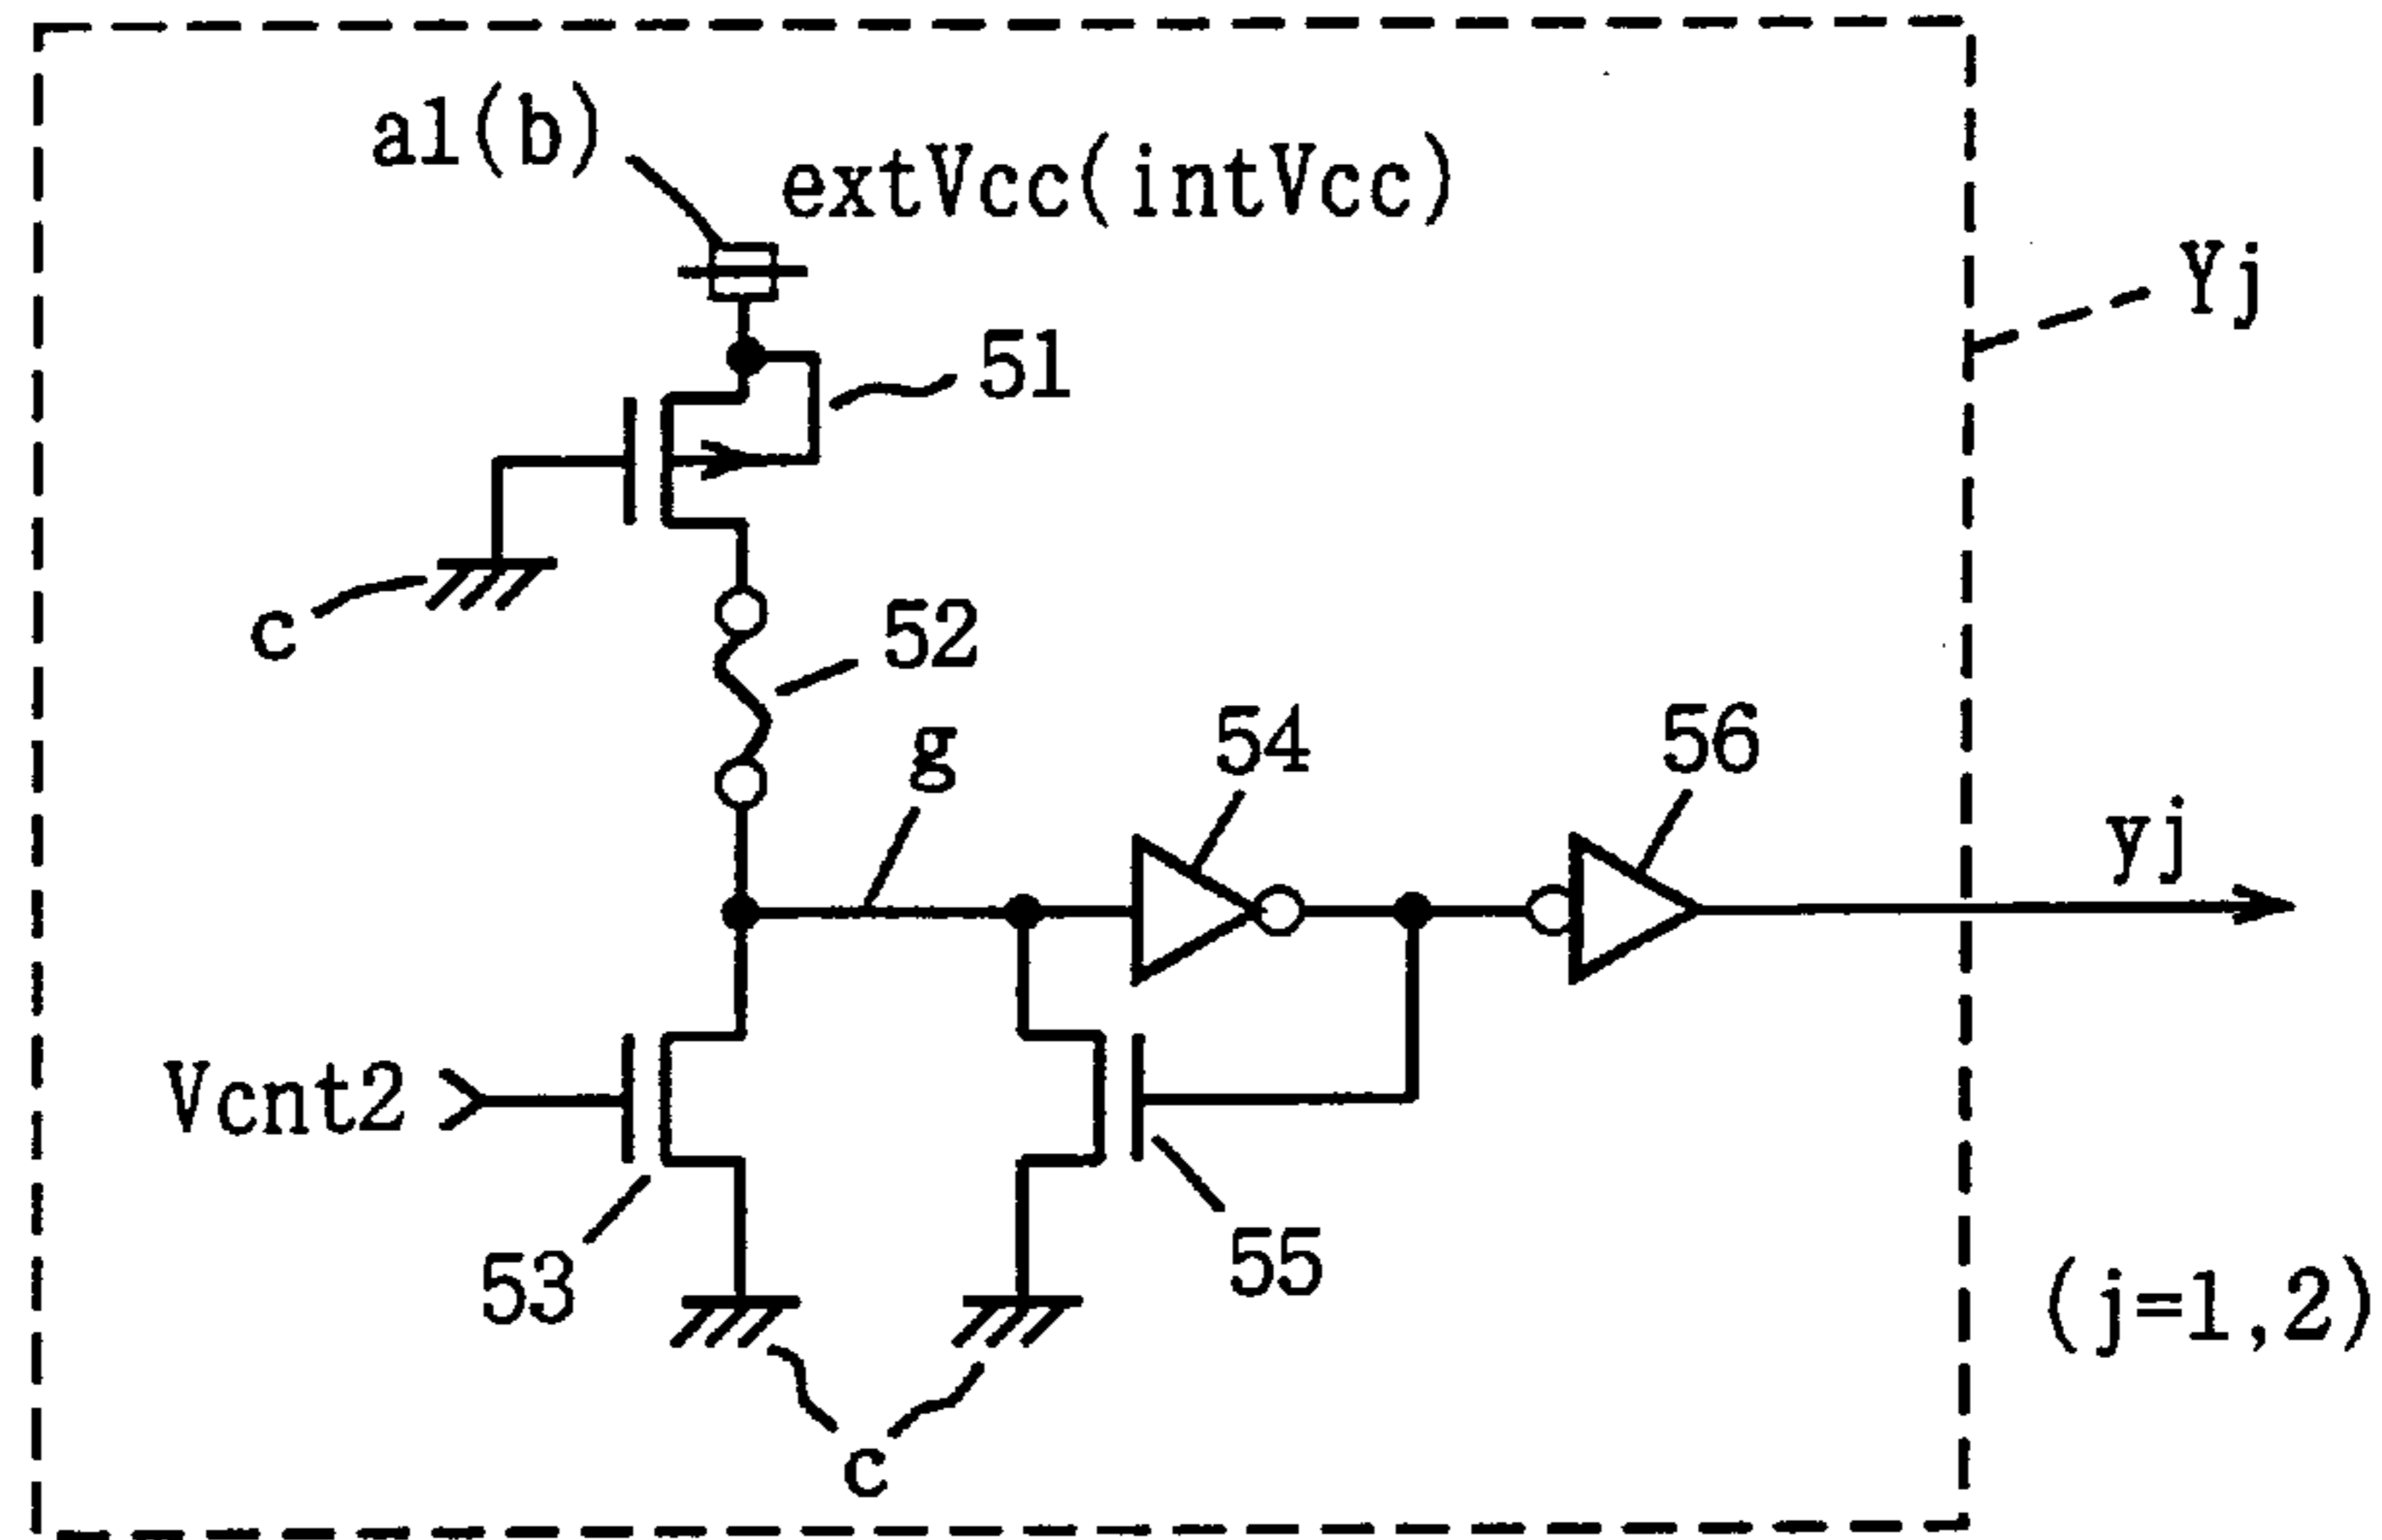 a1(b)
extVcc(intVcc)
Yj
51
c
52
g
54
56
yj
Vcnt2
53
55
(j=1,2)
c